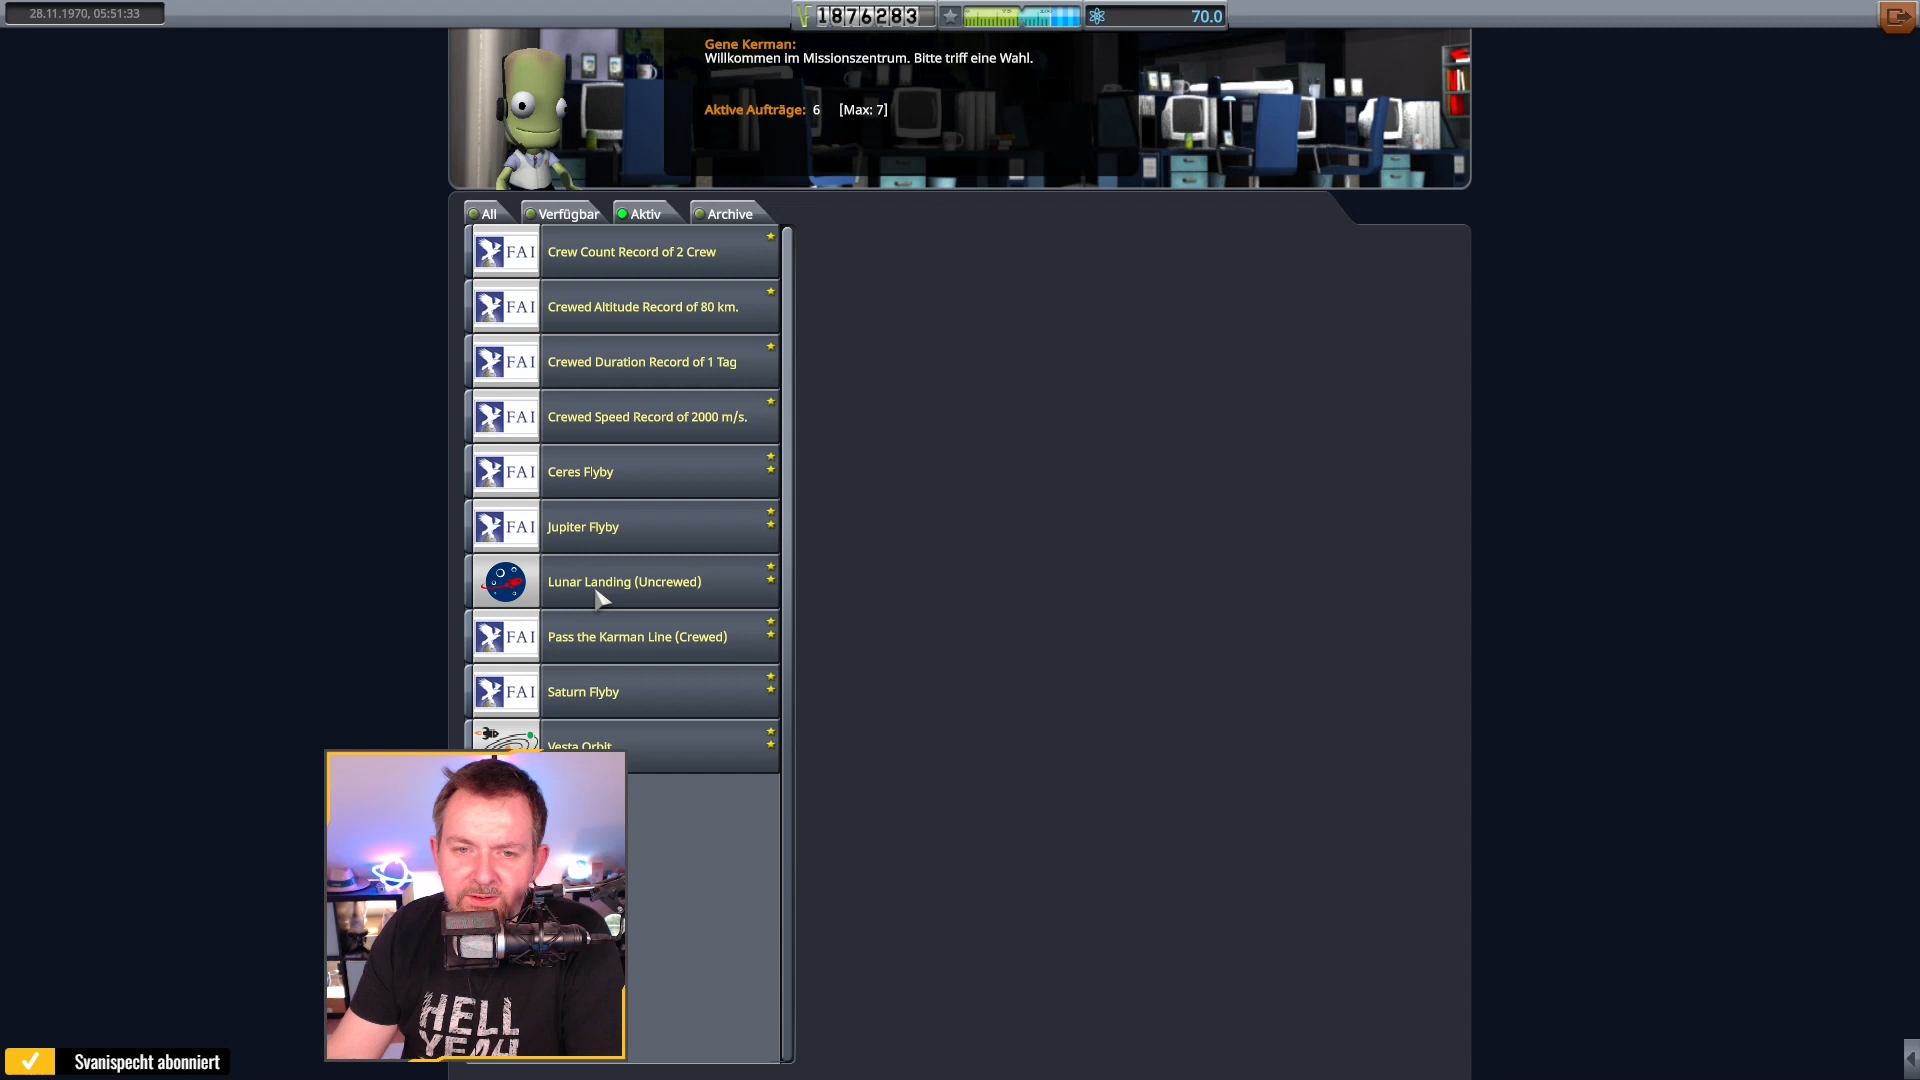 28.11.1970, 05:51:33
1876283
70.0
Gene Kerman:
Willkommen im Missionszentrum. Bitte triff eine Wahl.
Aktive Aufträge: 6 [Max: 7]
All
Verfügbar
Aktiv
Archive
FAI
Crew Count Record of 2 Crew
FAI
Crewed Altitude Record of 80 km.
FAI
Crewed Duration Record of 1 Tag
FAI
Crewed Speed Record of 2000 m/s.
FAI
Ceres Flyby
FAI
Jupiter Flyby
Lunar Landing (Uncrewed)
FAI
Pass the Karman Line (Crewed)
FAI
Saturn Flyby
Vesta Orbit
HELL
YEAH
Svanispecht abonniert